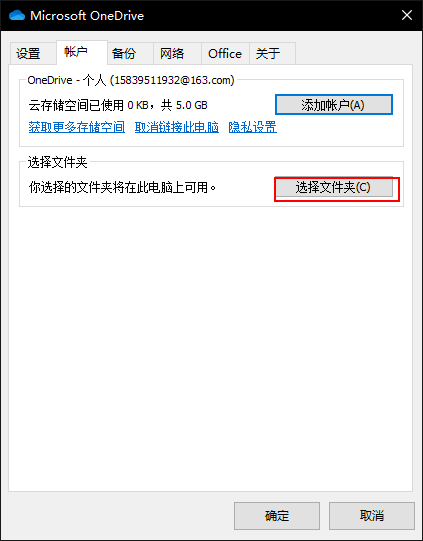 Microsoft OneDrive
设置 帐户 备份 网络 Office 关于
OneDrive - 个人 (15839511932@163.com)
云存储空间已使用 0 KB，共 5.0 GB 添加帐户(A)
获取更多存储空间 取消链接此电脑 隐私设置
选择文件夹
你选择的文件夹将在此电脑上可用。 选择文件夹(C)
确定 取消